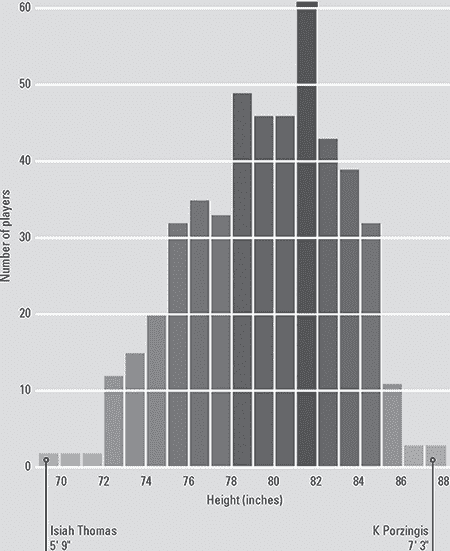 60
50
40
30
20
10
0
Number of players
70 72 74 76 78 80 82 84 86 88
Height (inches)
Isiah Thomas
5' 9"
K Porzingis
7' 3"